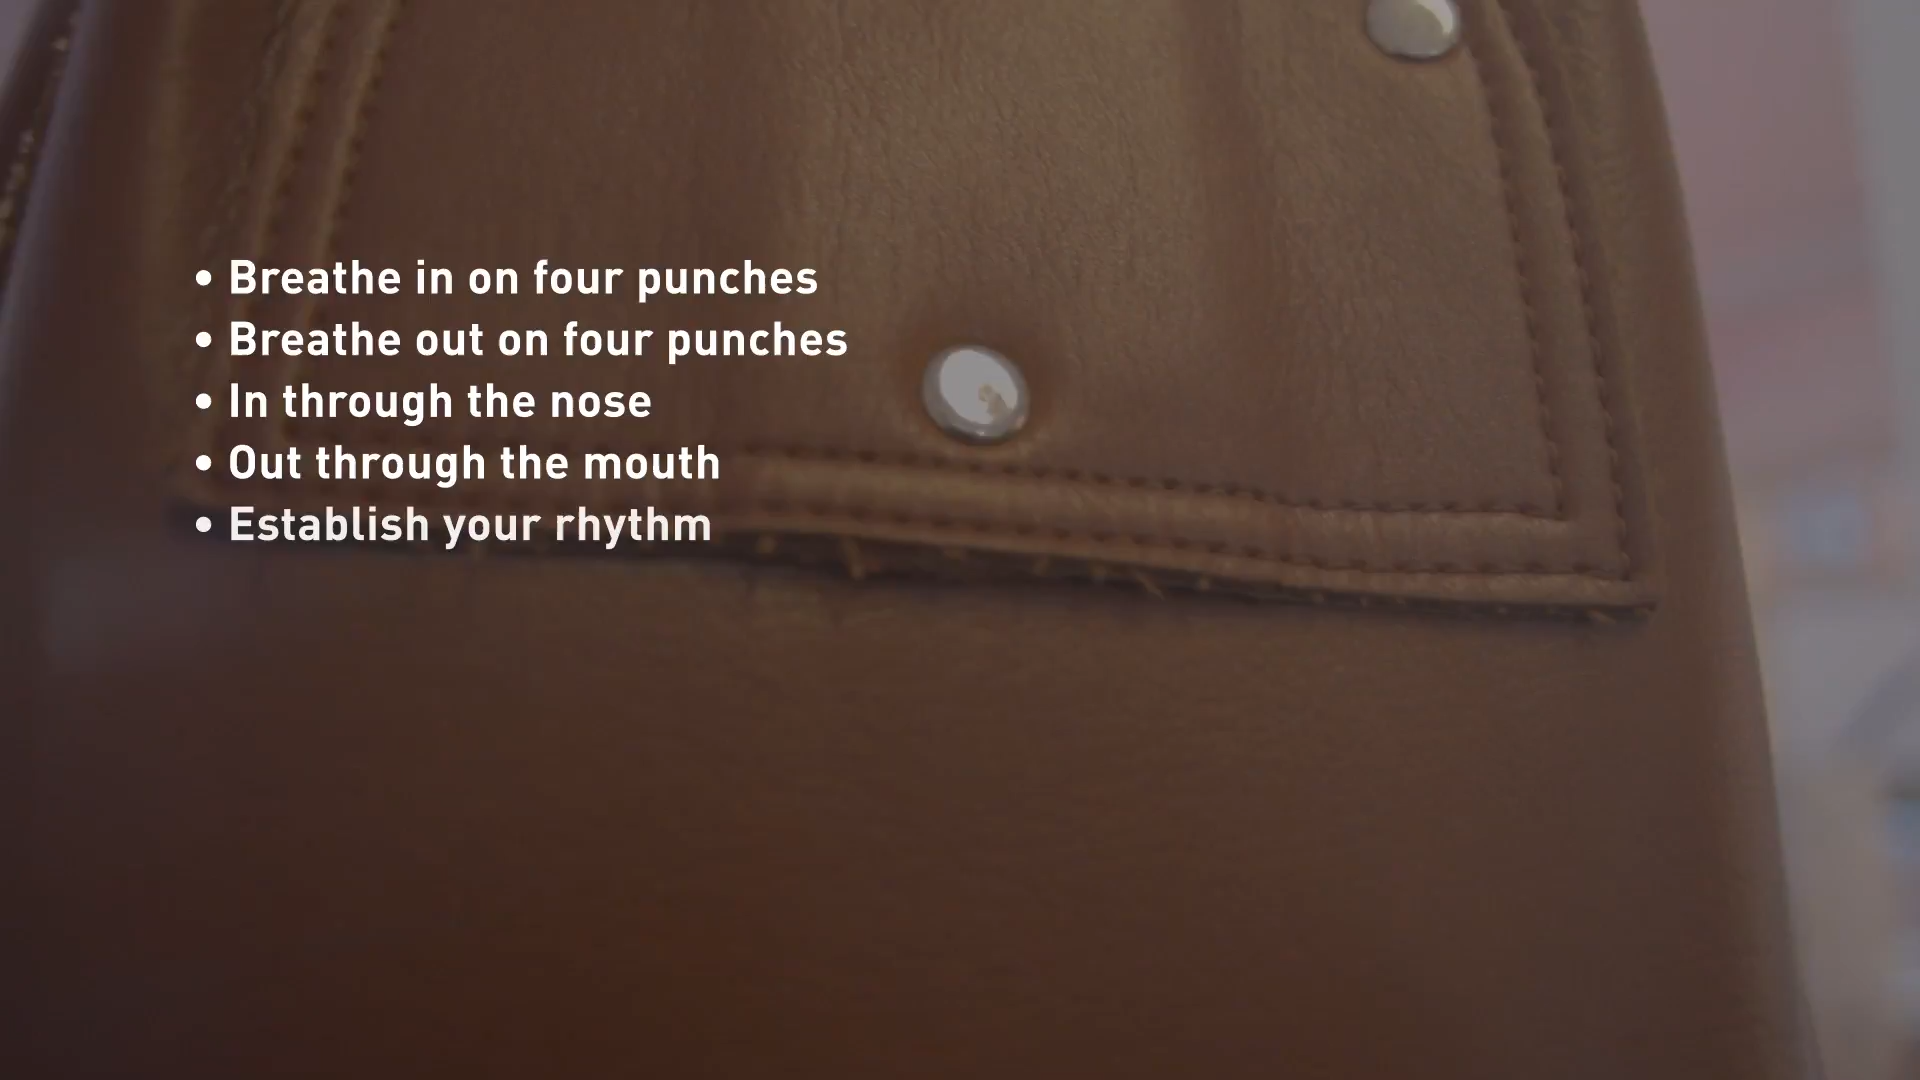 • Breathe in on four punches
• Breathe out on four punches
• In through the nose
• Out through the mouth
• Establish your rhythm